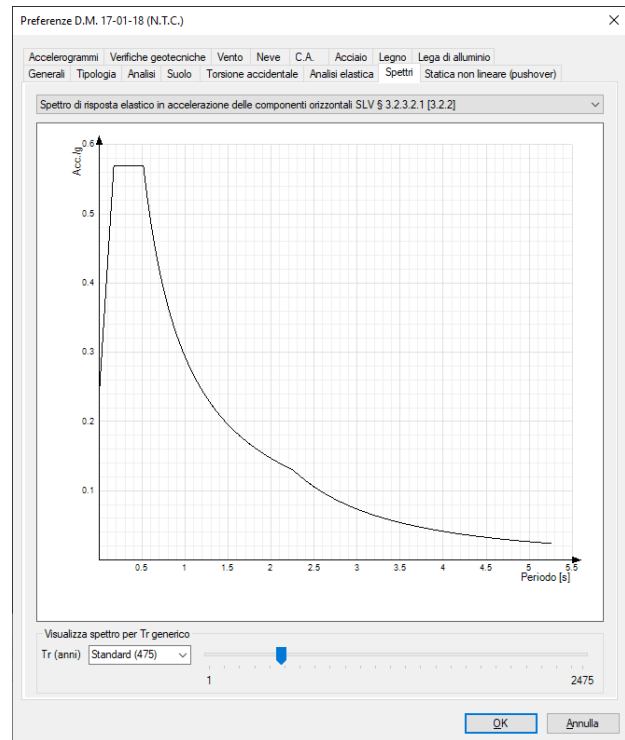 Preferenze D.M. 17-01-18 (N.T.C.)
Accelerogrammi Verifiche geotecniche Vento Neve C.A. Acciaio Legno Lega di alluminio
Generali Tipologia Analisi Suolo Torsione accidentale Analisi elastica Spettri Statica non lineare (pushover)
Spettro di risposta elastico in accelerazione delle componenti orizzontali SLV § 3.2.3.2.1 [3.2.2]
Acc./g
0.6
0.5
0.4
0.3
0.2
0.1
0.5 1 1.5 2 2.5 3 3.5 4 4.5 5 5.5
Periodo [s]
Visualizza spettro per Tr generico
Tr (anni) Standard (475)
1 2475
OK Annulla